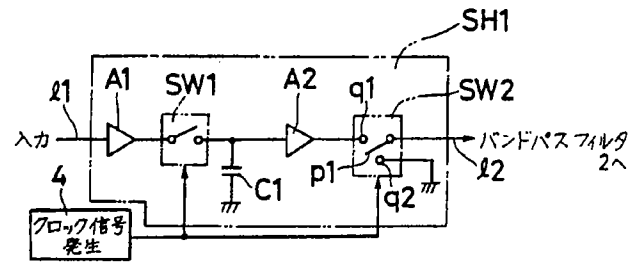 SH1
A1
SW1
A2
q1
SW2
ℓ1
入力
バンドパスフィルタ
2へ
p1
ℓ2
C1
q2
4
クロック信号
発生